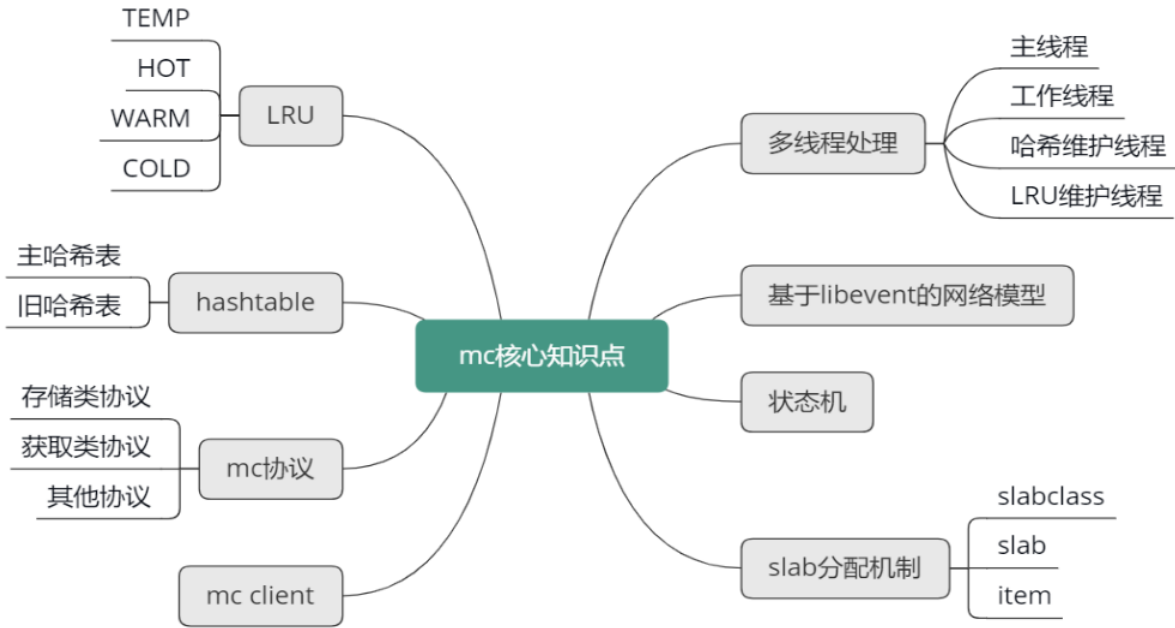 mc核心知识点
多线程处理
主线程
工作线程
哈希维护线程
LRU维护线程
基于libevent的网络模型
状态机
slab分配机制
slabclass
slab
item
LRU
TEMP
HOT
WARM
COLD
hashtable
主哈希表
旧哈希表
mc协议
存储类协议
获取类协议
其他协议
mc client